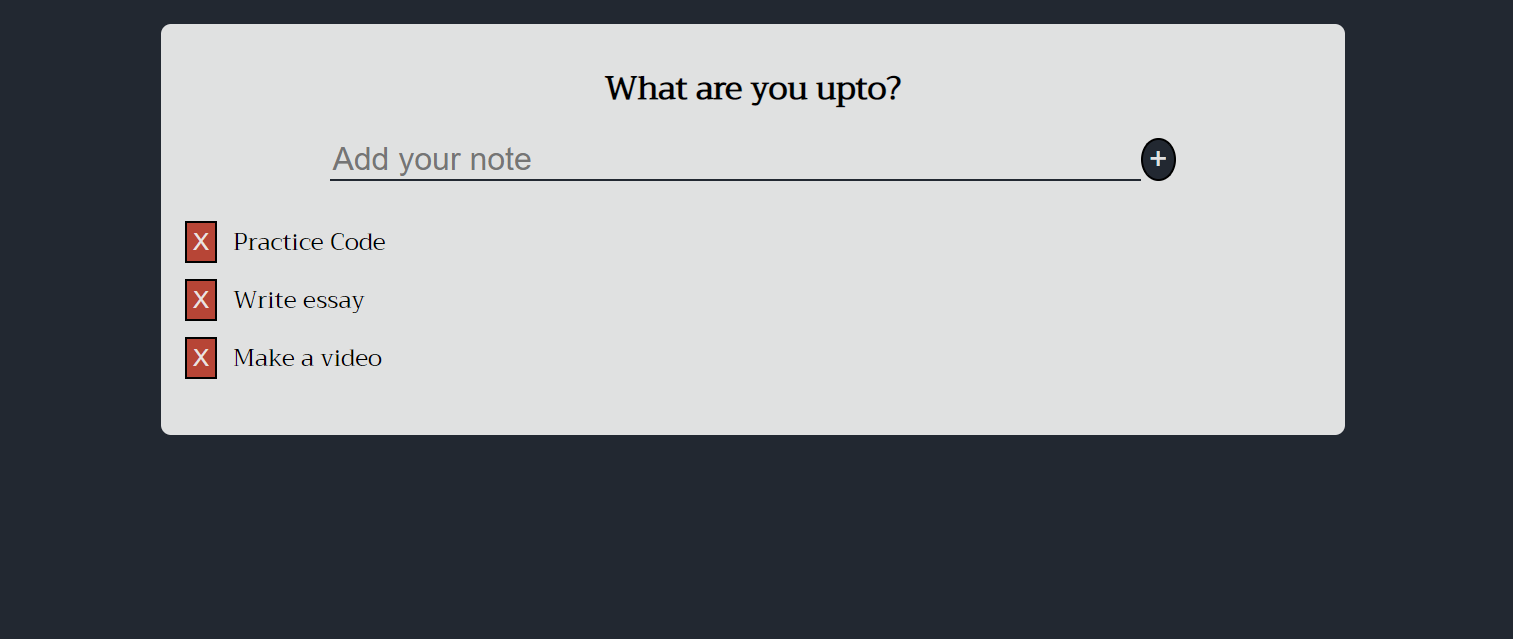 What are you upto?
Add your note +
X Practice Code
X Write essay
X Make a video